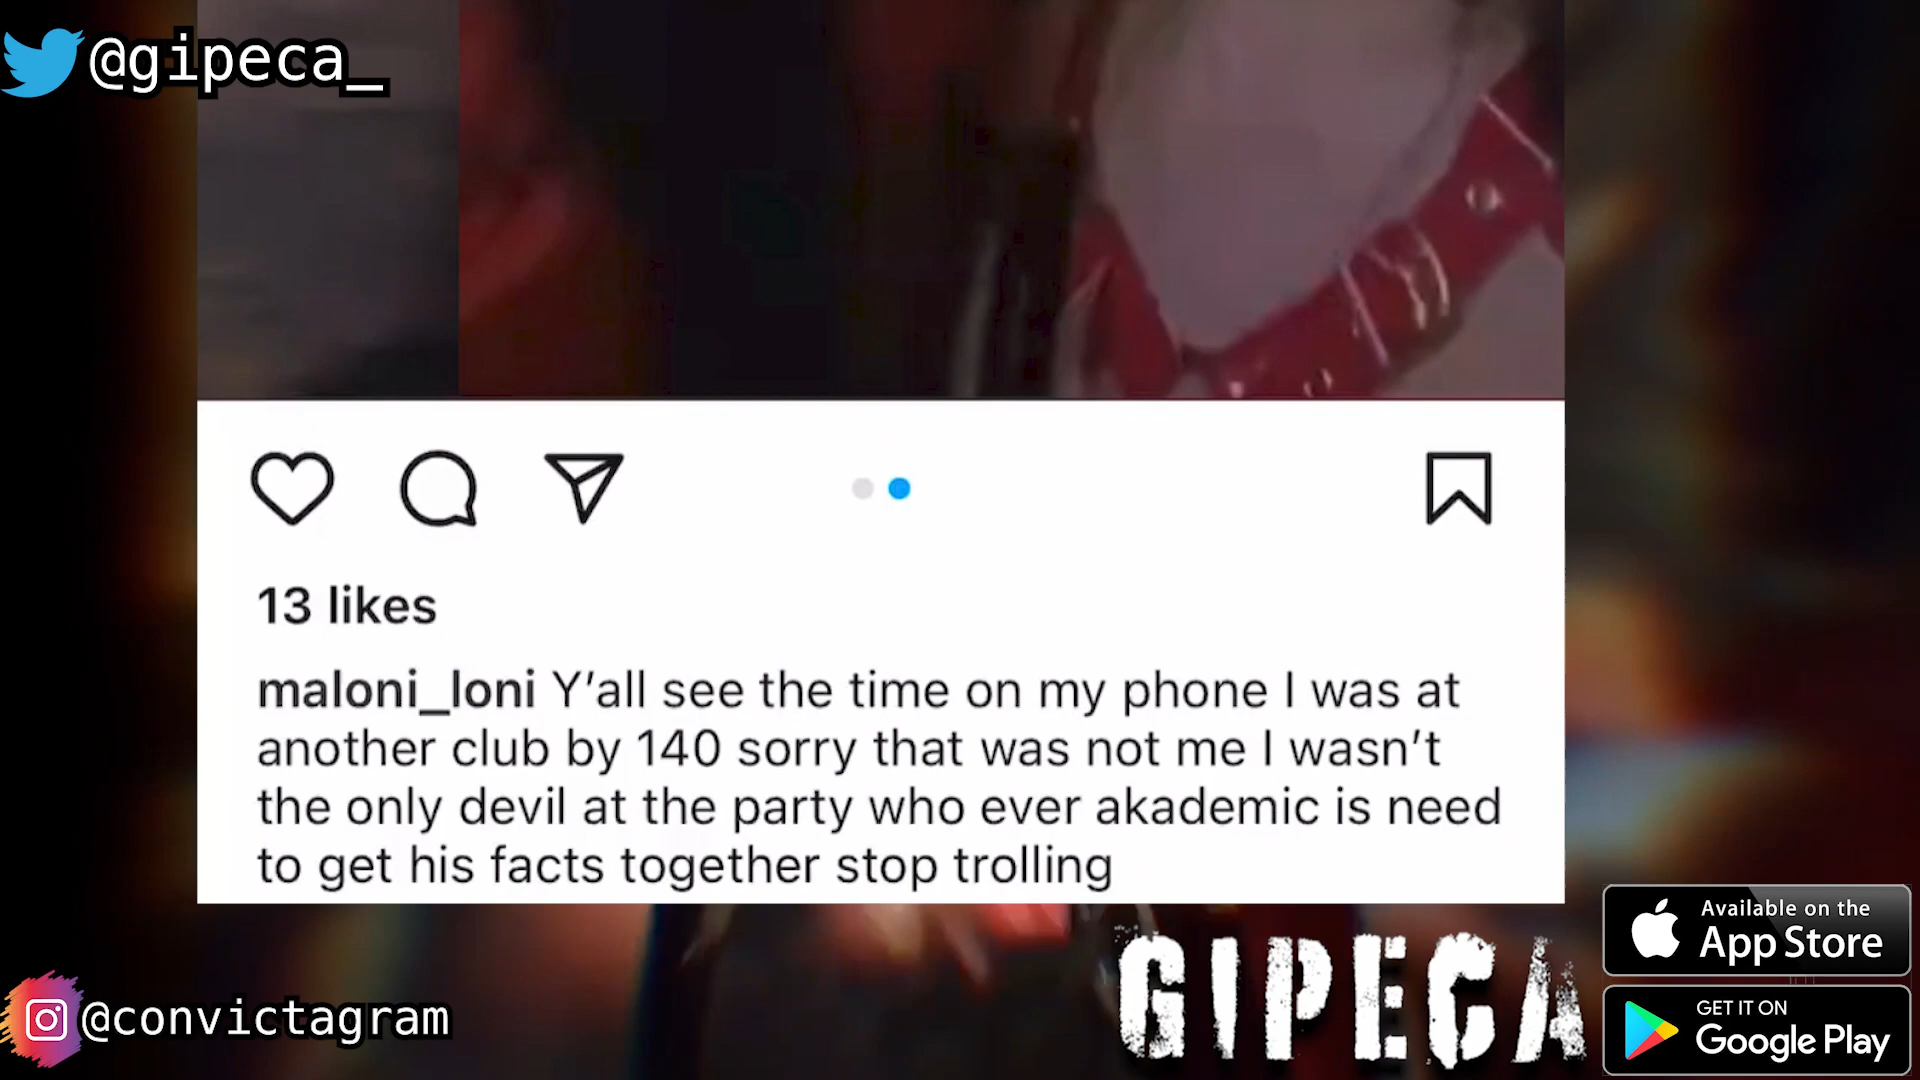 @gipeca_
13 likes
maloni_loni Y'all see the time on my phone I was at
another club by 140 sorry that was not me I wasn't
the only devil at the party who ever akademic is need
to get his facts together stop trolling
@convictagram
GIPECA
Available on the
App Store
GET IT ON
Google Play